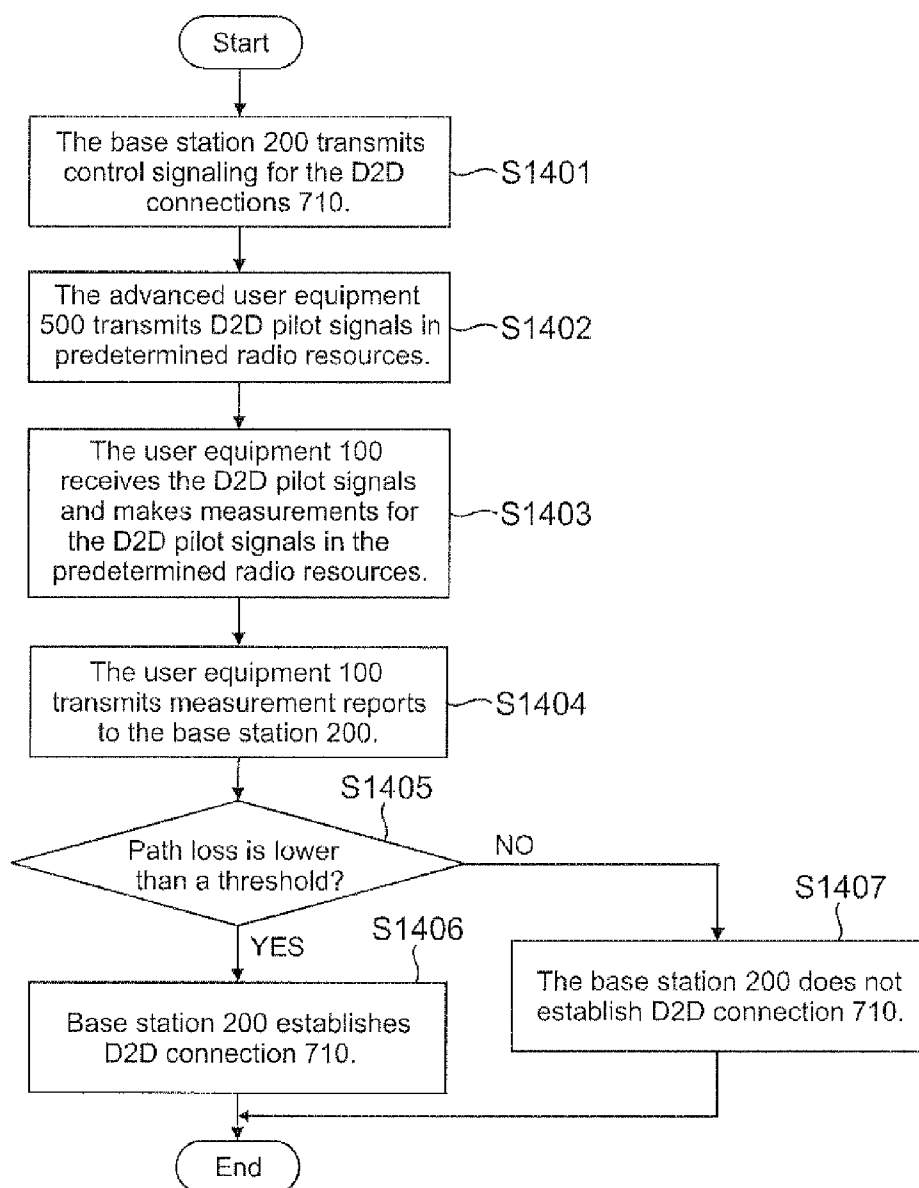 Start
The base station 200 transmits
control signaling for the D2D
connections 710.
S1401
The advanced user equipment
500 transmits D2D pilot signals in
predetermined radio resources.
S1402
The user equipment 100
receives the D2D pilot signals
and makes measurements for
the D2D pilot signals in the
predetermined radio resources.
S1403
The user equipment 100
transmits measurement reports
to the base station 200.
S1404
S1405
Path loss is lower
than a threshold?
NO
YES
S1406
Base station 200 establishes
D2D connection 710.
S1407
The base station 200 does not
establish D2D connection 710.
End